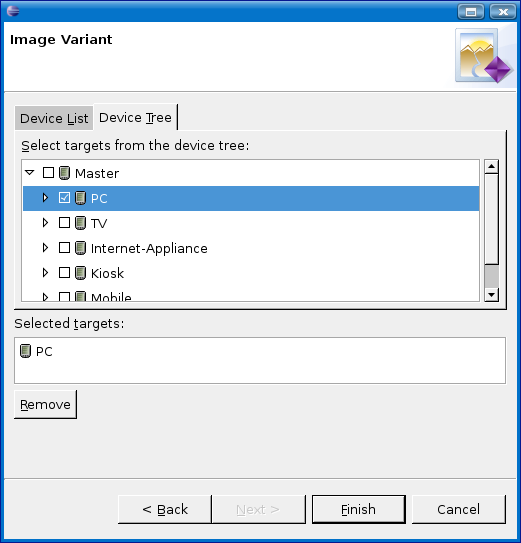 Image Variant
Device List
Device Tree
Select targets from the device tree:
Master
PC
TV
Internet-Appliance
Kiosk
Mobile
Selected targets:
PC
Remove
< Back
Next >
Finish
Cancel